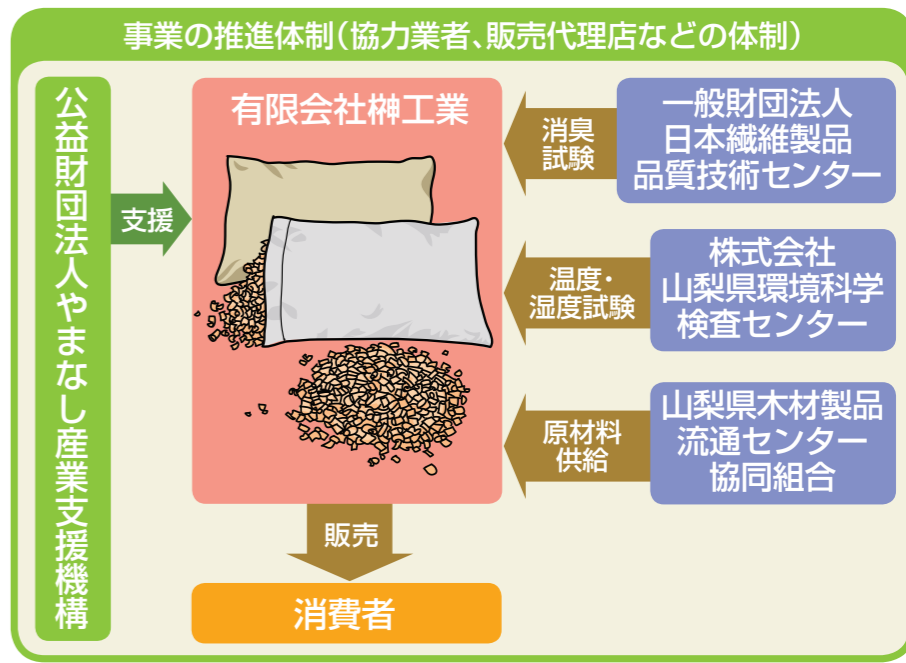 事業の推進体制(協力業者、販売代理店などの体制)
公益財団法人やまなし産業支援機構
支援
有限会社榊工業
消臭
試験
一般財団法人
日本繊維製品
品質技術センター
温度・
湿度試験
株式会社
山梨県環境科学
検査センター
原材料
供給
山梨県木材製品
流通センター
協同組合
販売
消費者